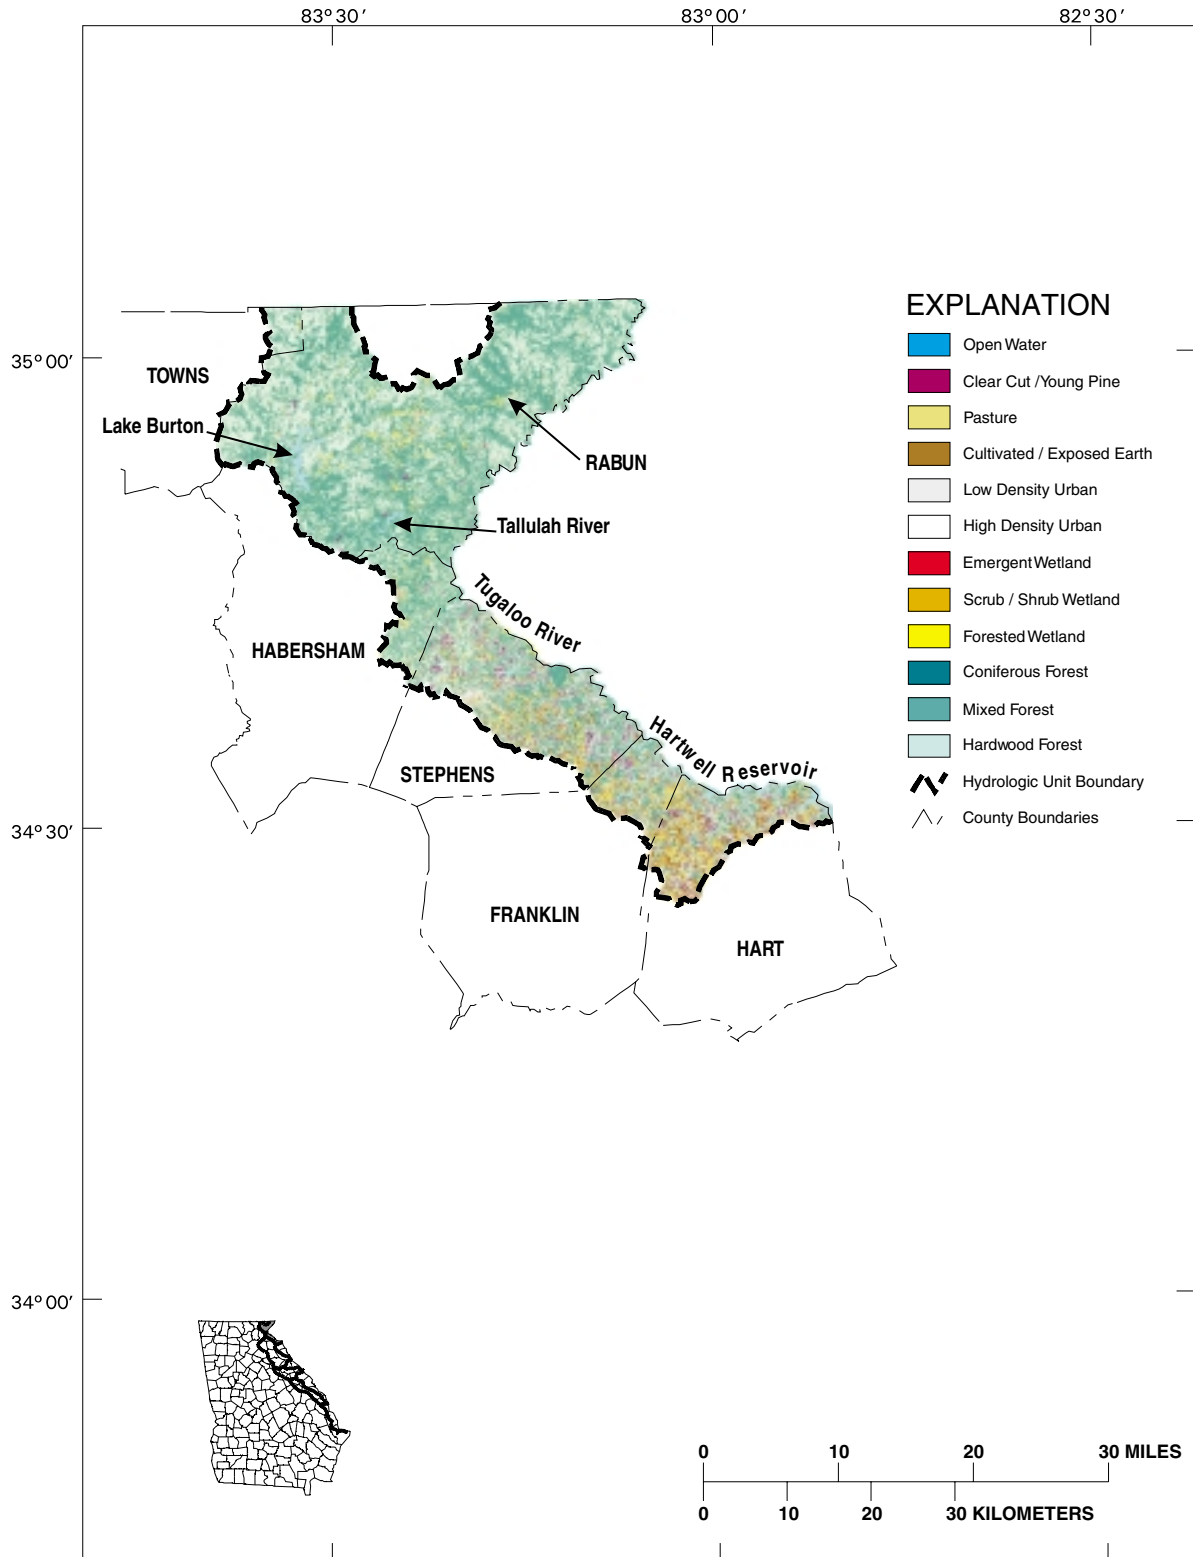 83° 30′
83° 00′
82° 30′
35° 00′
34° 30′
34° 00′
TOWNS
Lake Burton
RABUN
Tallulah River
Tugaloo River
HABERSHAM
Hartwell Reservoir
STEPHENS
FRANKLIN
HART
EXPLANATION
Open Water
Clear Cut / Young Pine
Pasture
Cultivated / Exposed Earth
Low Density Urban
High Density Urban
Emergent Wetland
Scrub / Shrub Wetland
Forested Wetland
Coniferous Forest
Mixed Forest
Hardwood Forest
Hydrologic Unit Boundary
County Boundaries
0 10 20 30 MILES
0 10 20 30 KILOMETERS